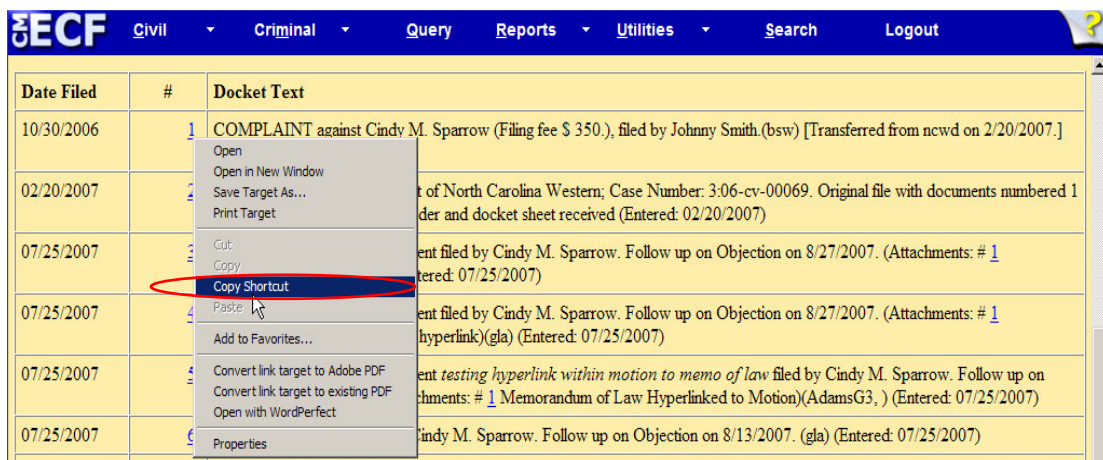 CM ECF Civil Criminal Query Reports Utilities Search Logout ?
Date Filed # Docket Text
10/30/2006 1 COMPLAINT against Cindy M. Sparrow (Filing fee $ 350.), filed by Johnny Smith.(bsw) [Transferred from ncwd on 2/20/2007.]
Open
Open in New Window
Save Target As...
Print Target
Cut
Copy
Copy Shortcut
Paste
Add to Favorites...
Convert link target to Adobe PDF
Convert link target to existing PDF
Open with WordPerfect
Properties
02/20/2007 2 t of North Carolina Western; Case Number: 3:06-cv-00069. Original file with documents numbered 1
der and docket sheet received (Entered: 02/20/2007)
07/25/2007 3 ent filed by Cindy M. Sparrow. Follow up on Objection on 8/27/2007. (Attachments: # 1
tered: 07/25/2007)
07/25/2007 4 ent filed by Cindy M. Sparrow. Follow up on Objection on 8/27/2007. (Attachments: # 1
hyperlink)(gla) (Entered: 07/25/2007)
07/25/2007 5 ent testing hyperlink within motion to memo of law filed by Cindy M. Sparrow. Follow up on
chments: # 1 Memorandum of Law Hyperlinked to Motion)(AdamsG3, ) (Entered: 07/25/2007)
07/25/2007 6 Cindy M. Sparrow. Follow up on Objection on 8/13/2007. (gla) (Entered: 07/25/2007)